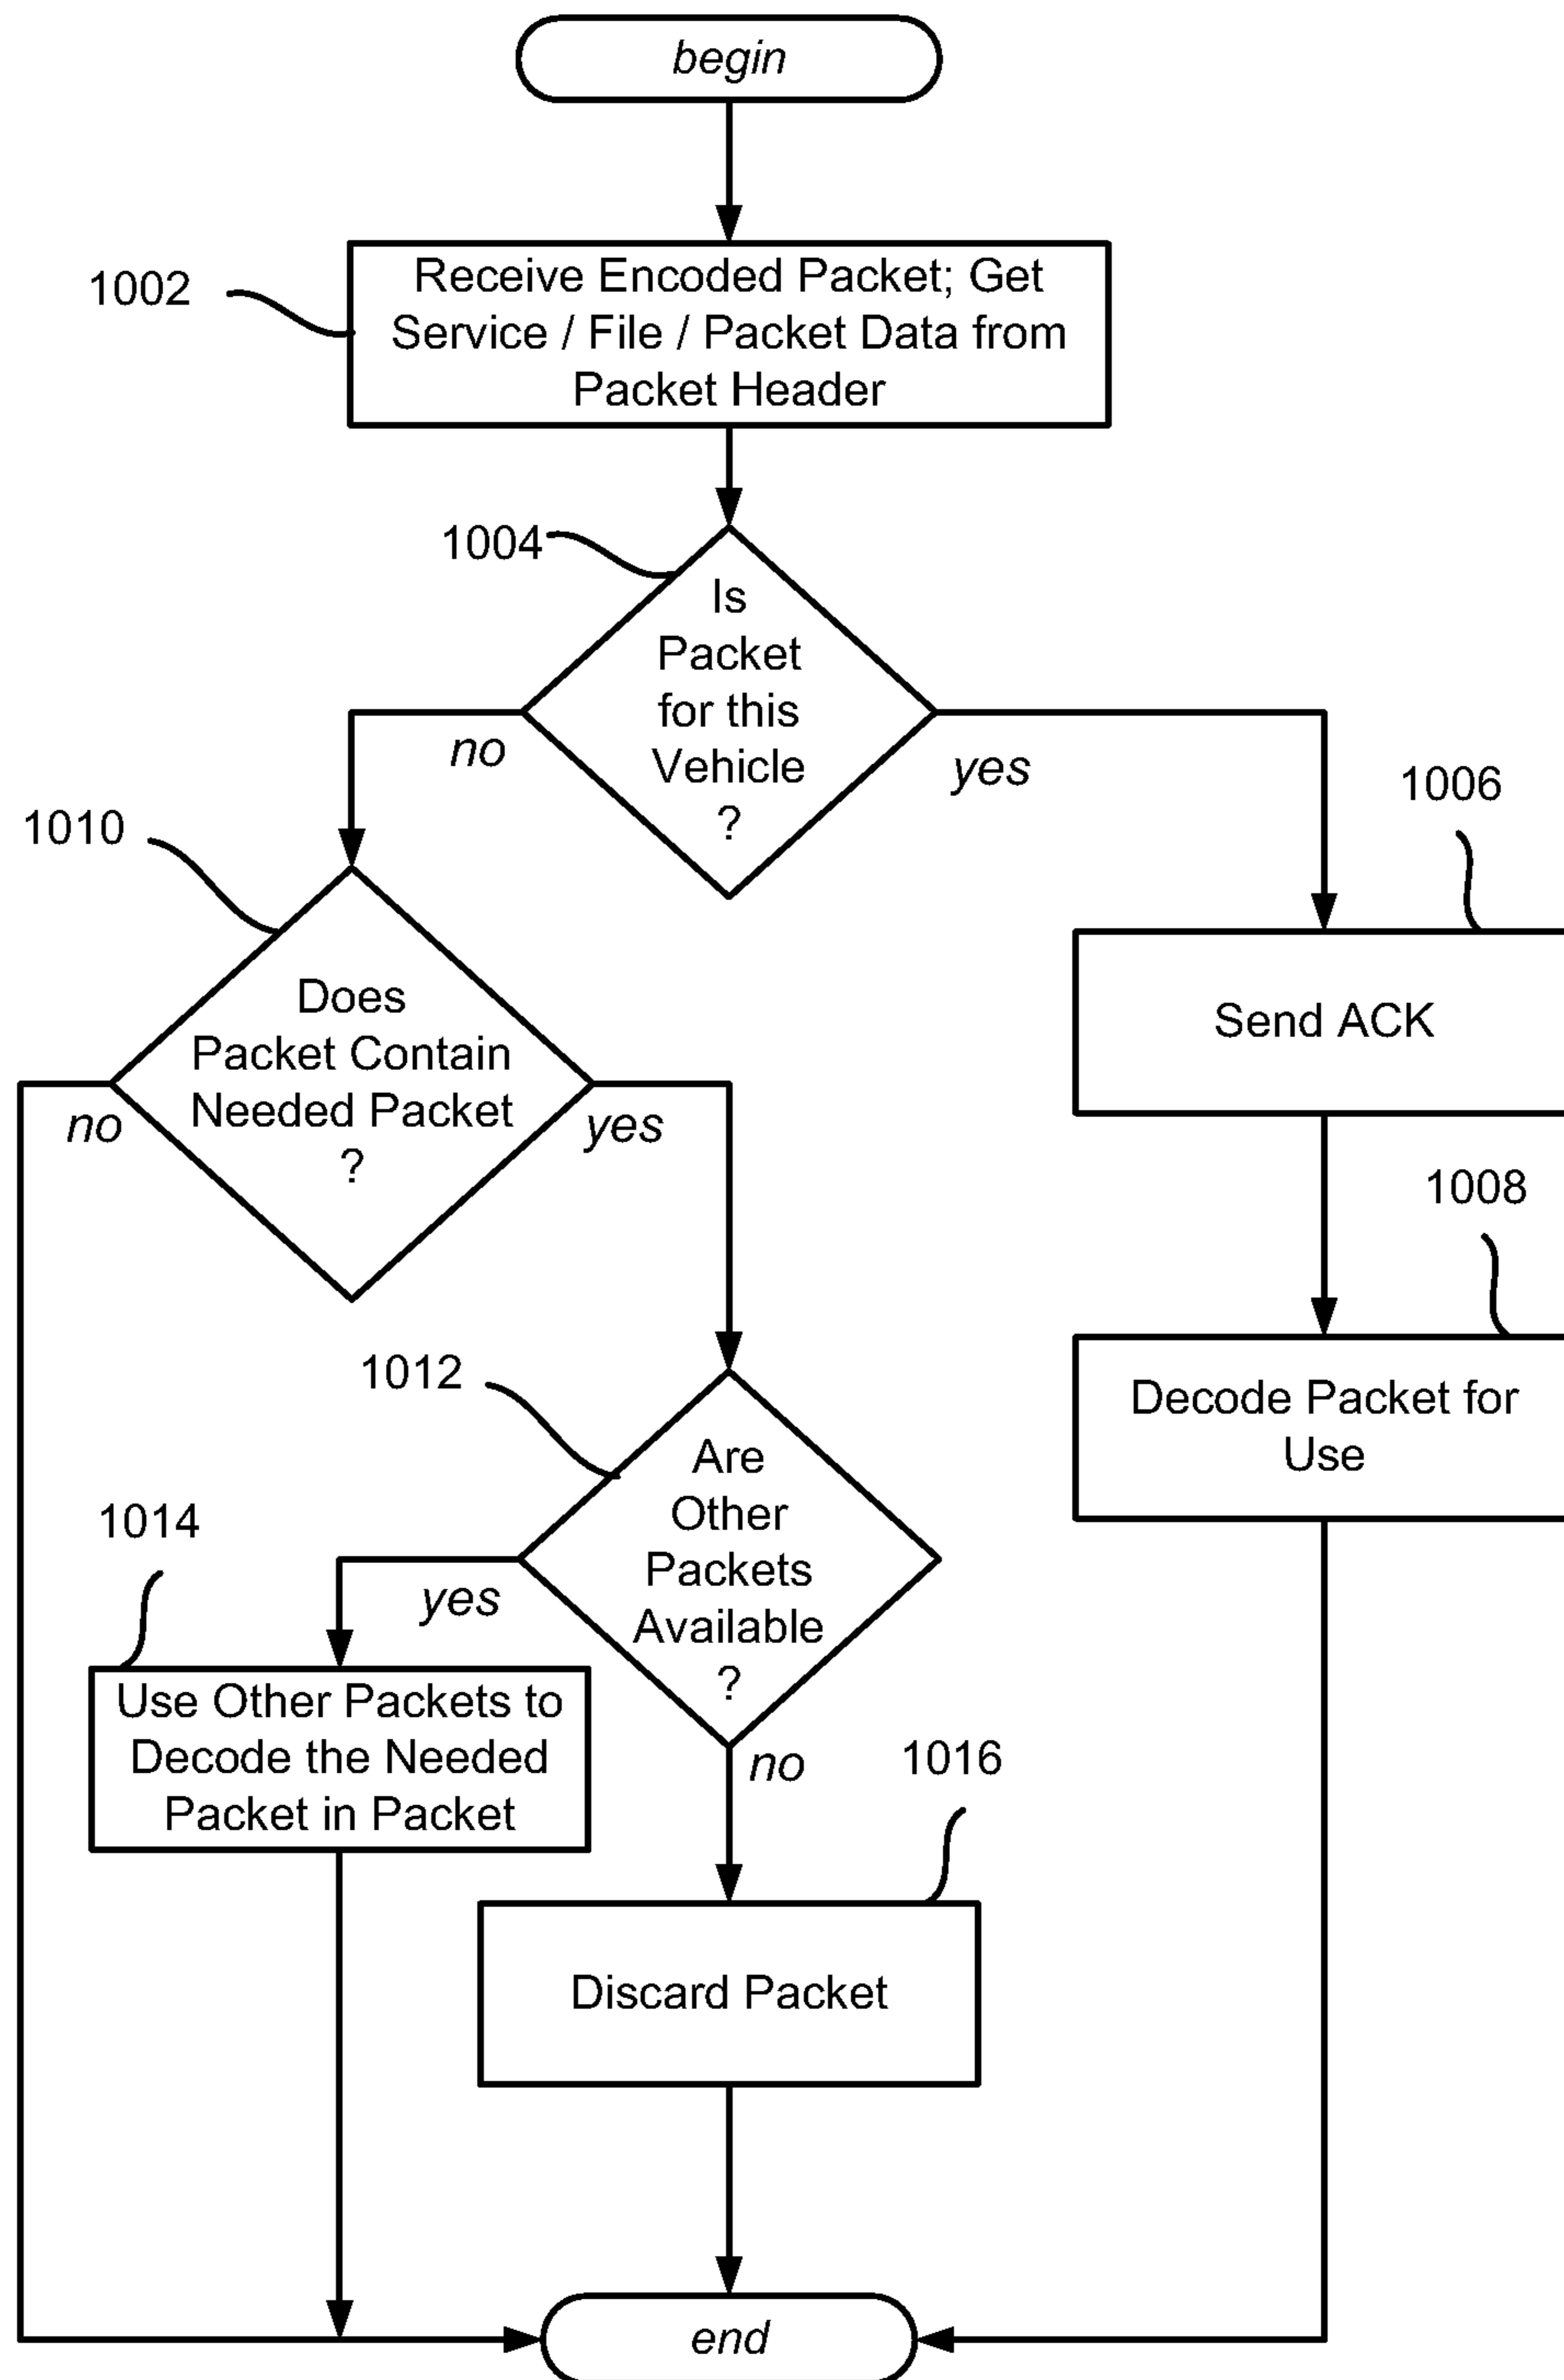 begin
1002
Receive Encoded Packet; Get
Service / File / Packet Data from
Packet Header
1004
Is
Packet
for this
Vehicle
?
no
yes
1006
Send ACK
1008
Decode Packet for
Use
1010
Does
Packet Contain
Needed Packet
?
no
yes
1012
Are
Other
Packets
Available
?
yes
no
1014
Use Other Packets to
Decode the Needed
Packet in Packet
1016
Discard Packet
end